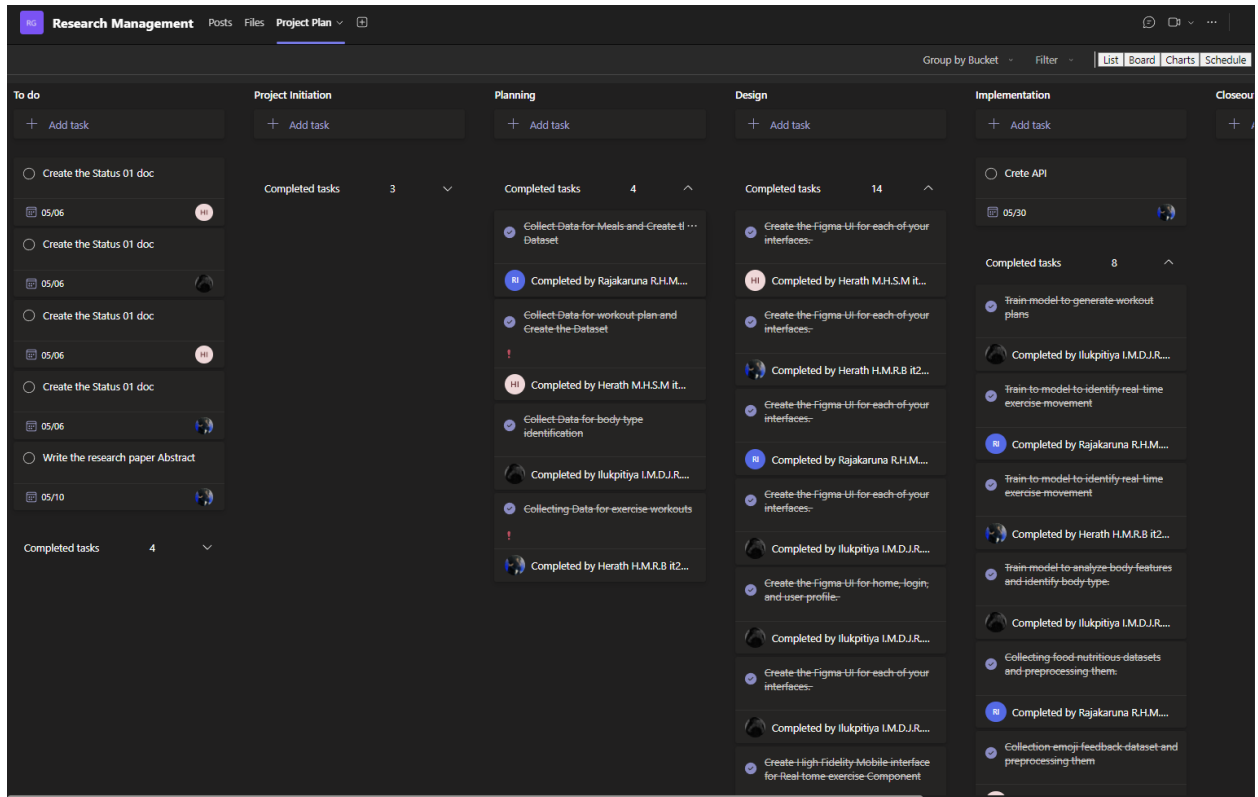 RG Research Management Posts Files Project Plan
Group by Bucket Filter List Board Charts Schedule
To do
Add task
Create the Status 01 doc
05/06 HI
Create the Status 01 doc
05/06
Create the Status 01 doc
05/06 HI
Create the Status 01 doc
05/06
Write the research paper Abstract
05/10
Completed tasks 4
Project Initiation
Add task
Completed tasks 3
Planning
Add task
Completed tasks 4
Collect Data for Meals and Create tl ...
Dataset
RI Completed by Rajakaruna R.H.M....
Collect Data for workout plan and
Create the Dataset
!
HI Completed by Herath M.H.S.M it...
Collect Data for body type
identification
Completed by Ilukpitiya I.M.D.J.R....
Collecting Data for exercise workouts
!
Completed by Herath H.M.R.B it2...
Design
Add task
Completed tasks 14
Create the Figma UI for each of your
interfaces.
HI Completed by Herath M.H.S.M it...
Create the Figma UI for each of your
interfaces.
Completed by Herath H.M.R.B it2...
Create the Figma UI for each of your
interfaces.
RI Completed by Rajakaruna R.H.M....
Create the Figma UI for each of your
interfaces.
Completed by Ilukpitiya I.M.D.J.R....
Create the Figma UI for home, login,
and user profile.
Completed by Ilukpitiya I.M.D.J.R....
Create the Figma UI for each of your
interfaces.
Completed by Ilukpitiya I.M.D.J.R....
Create High Fidelity Mobile interface
for Real tome exercise Component
Implementation
Add task
Crete API
05/30
Completed tasks 8
Train model to generate workout
plans
Completed by Ilukpitiya I.M.D.J.R....
Train to model to identify real-time
exercise movement
RI Completed by Rajakaruna R.H.M....
Train to model to identify real-time
exercise movement
Completed by Herath H.M.R.B it2...
Train model to analyze body features
and identify body type.
Completed by Ilukpitiya I.M.D.J.R....
Collecting food nutritious datasets
and preprocessing them.
RI Completed by Rajakaruna R.H.M....
Collection emoji feedback dataset and
preprocessing them
Closeou